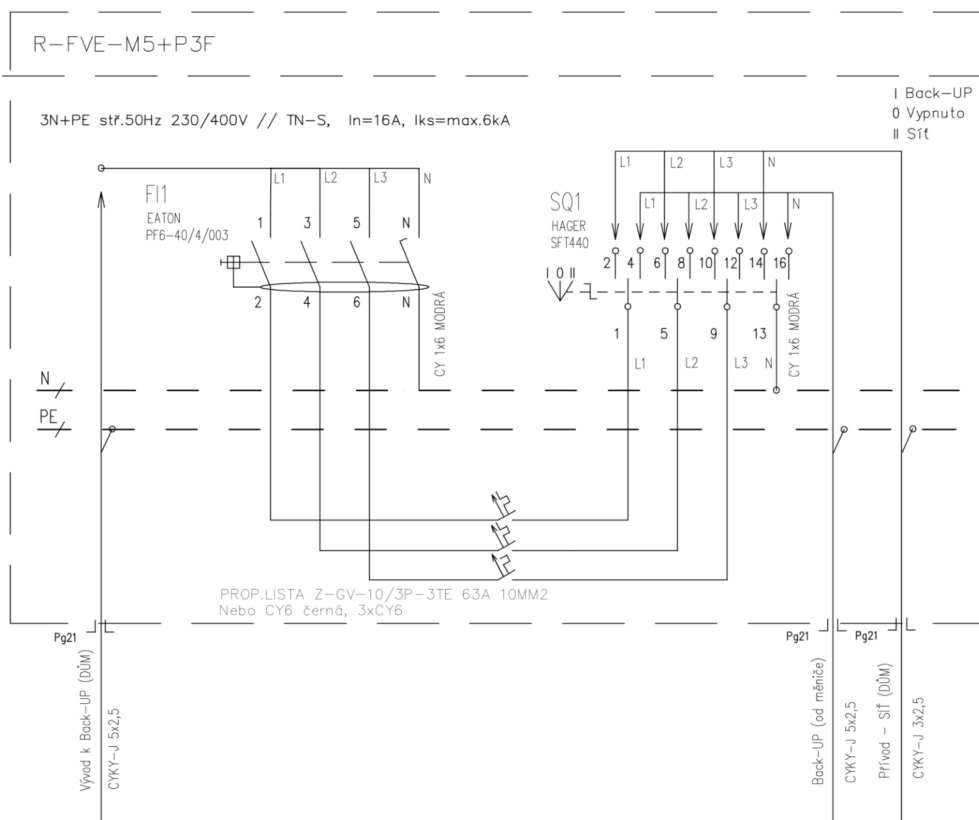 R-FVE-M5+P3F
I Back-UP
0 Vypnuto
II Síť
3N+PE stř.50Hz 230/400V // TN-S, In=16A, Iks=max.6kA
L1 L2 L3 N
FI1
EATON
PF6-40/4/003
1 3 5 N
2 4 6 N
CY 1x6 MODRÁ
L1 L2 L3 N
L1 L2 L3 N
SQ1
HAGER
SFT440
I 0 II
2 4 6 8 10 12 14 16
1 5 9 13
L1 L2 L3 N
CY 1x6 MODRÁ
N
PE
PROP.LISTA Z-GV-10/3P-3TE 63A 10MM2
Nebo CY6 černá, 3xCY6
Pg21
Pg21
Pg21
Vývod k Back-UP (DŮM)
CYKY-J 5x2,5
Back-UP (od měniče)
CYKY-J 5x2,5
Přívod - SÍŤ (DŮM)
CYKY-J 3x2,5